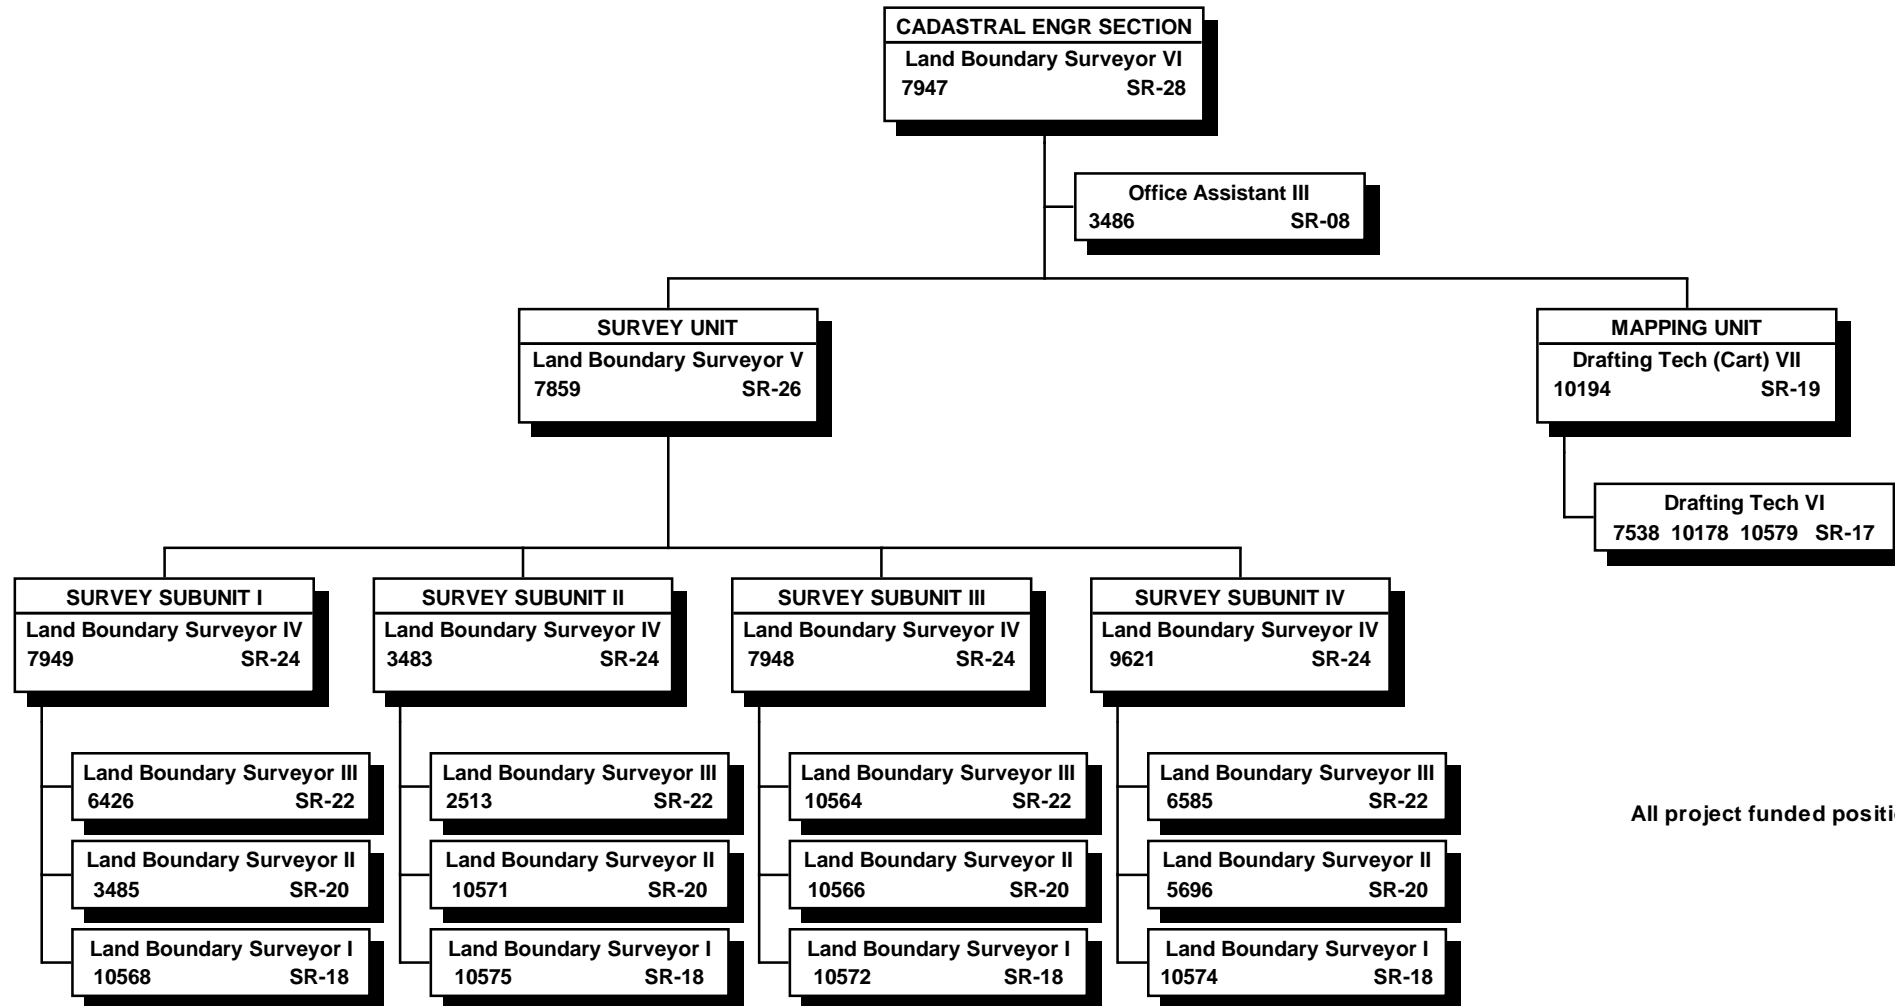 CADASTRAL ENGR SECTION
Land Boundary Surveyor VI
7947 SR-28
Office Assistant III
3486 SR-08
SURVEY UNIT
Land Boundary Surveyor V
7859 SR-26
MAPPING UNIT
Drafting Tech (Cart) VII
10194 SR-19
Drafting Tech VI
7538 10178 10579 SR-17
SURVEY SUBUNIT I
Land Boundary Surveyor IV
7949 SR-24
Land Boundary Surveyor III
6426 SR-22
Land Boundary Surveyor II
3485 SR-20
Land Boundary Surveyor I
10568 SR-18
SURVEY SUBUNIT II
Land Boundary Surveyor IV
3483 SR-24
Land Boundary Surveyor III
2513 SR-22
Land Boundary Surveyor II
10571 SR-20
Land Boundary Surveyor I
10575 SR-18
SURVEY SUBUNIT III
Land Boundary Surveyor IV
7948 SR-24
Land Boundary Surveyor III
10564 SR-22
Land Boundary Surveyor II
10566 SR-20
Land Boundary Surveyor I
10572 SR-18
SURVEY SUBUNIT IV
Land Boundary Surveyor IV
9621 SR-24
Land Boundary Surveyor III
6585 SR-22
Land Boundary Surveyor II
5696 SR-20
Land Boundary Surveyor I
10574 SR-18
All project funded